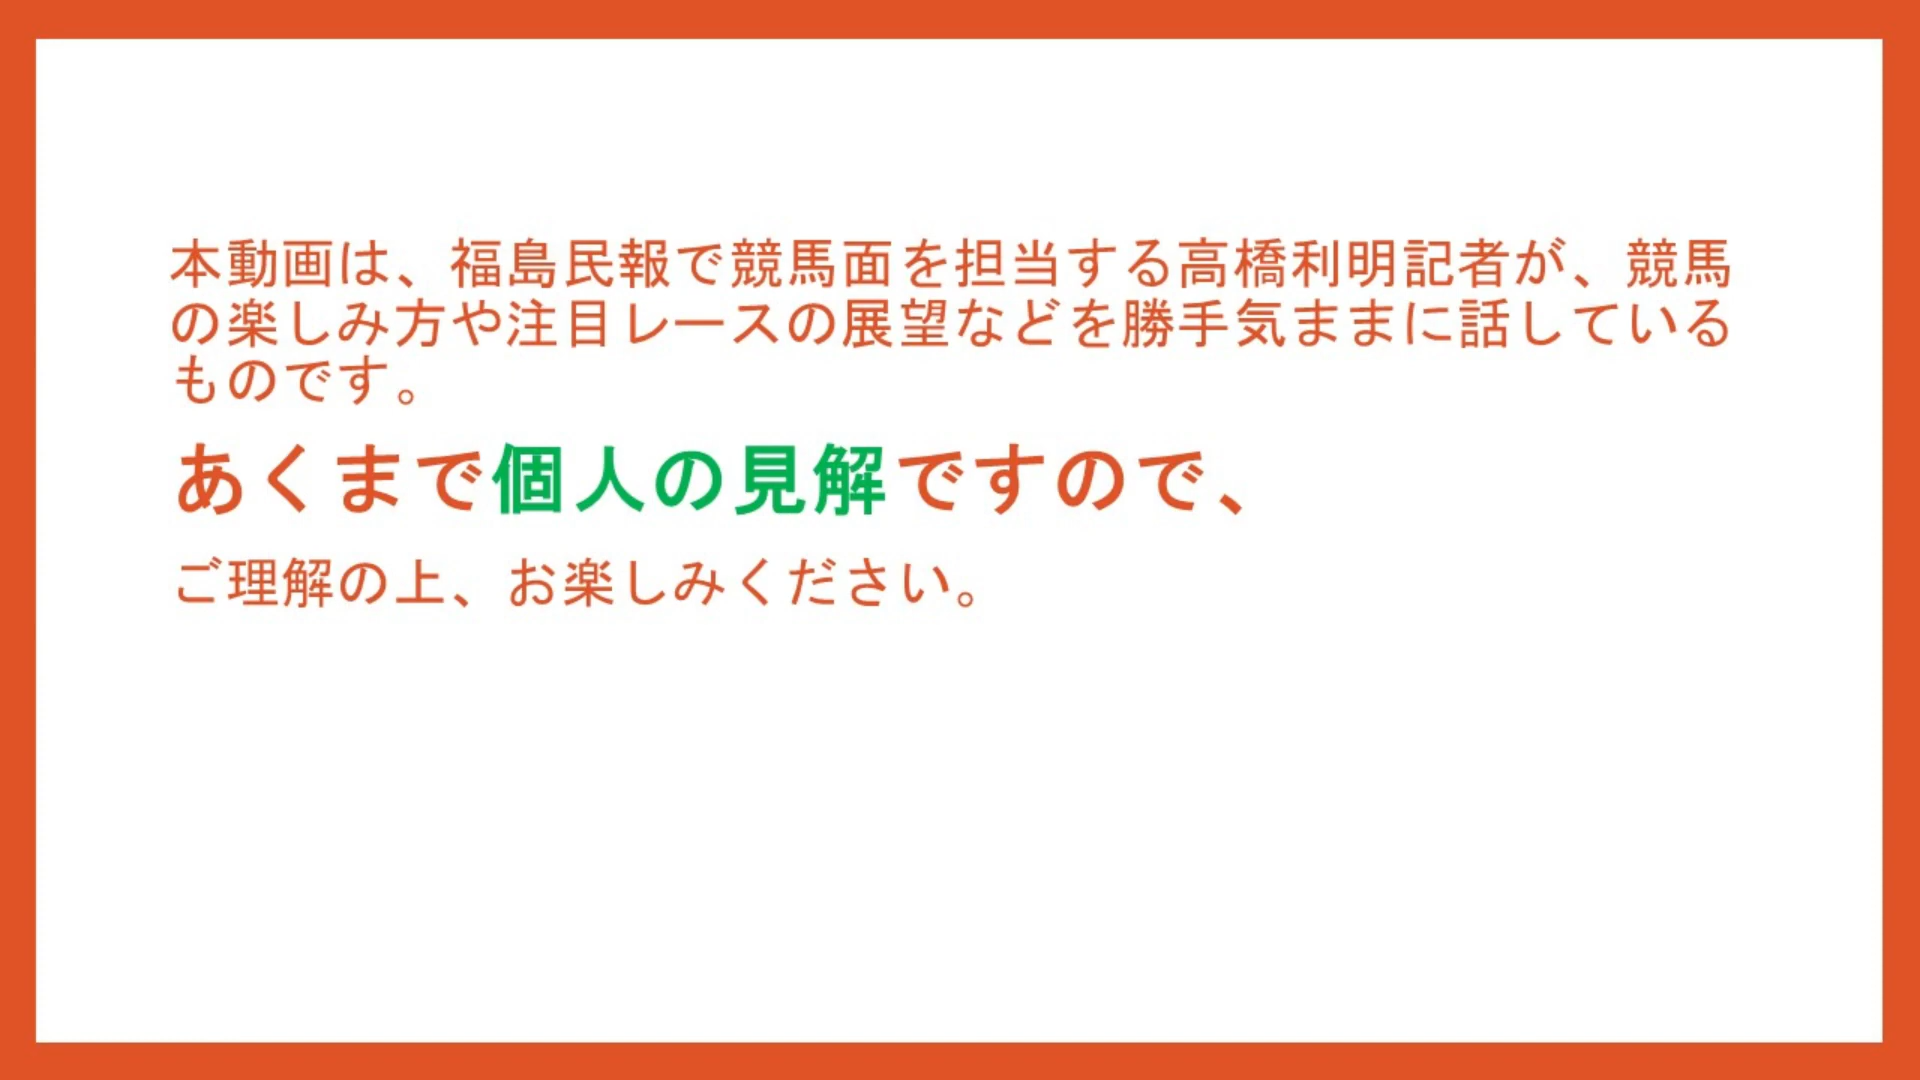 本動画は、福島民報で競馬面を担当する高橋利明記者が、競馬
の楽しみ方や注目レースの展望などを勝手気ままに話している
ものです。
あくまで個人の見解ですので、
ご理解の上、お楽しみください。